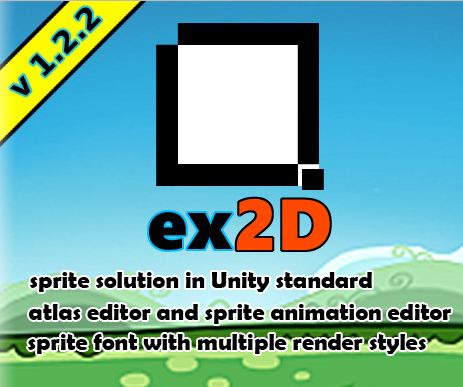 v 1.2.2
ex2D
sprite solution in Unity standard
atlas editor and sprite animation editor
sprite font with multiple render styles